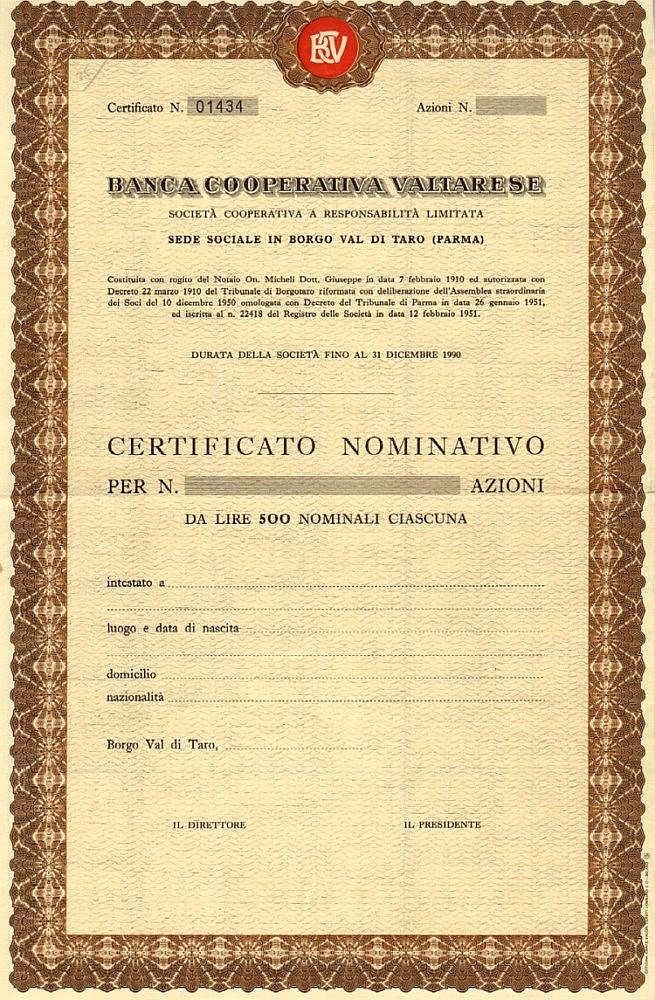 BCV
Certificato N. 01434 Azioni N.
BANCA COOPERATIVA VALTARESE
SOCIETÀ COOPERATIVA A RESPONSABILITÀ LIMITATA
SEDE SOCIALE IN BORGO VAL DI TARO (PARMA)
Costituita con rogito del Notaio On. Micheli Dott. Giuseppe in data 7 febbraio 1910 ed autorizzata con
Decreto 22 marzo 1910 del Tribunale di Borgotaro riformata con deliberazione dell'Assemblea straordinaria
dei Soci del 10 dicembre 1950 omologata con Decreto del Tribunale di Parma in data 26 gennaio 1951,
ed iscritta al n. 22418 del Registro delle Società in data 12 febbraio 1951.
DURATA DELLA SOCIETÀ FINO AL 31 DICEMBRE 1990
CERTIFICATO NOMINATIVO
PER N. AZIONI
DA LIRE 500 NOMINALI CIASCUNA
intestato a
luogo e data di nascita
domicilio
nazionalità
Borgo Val di Taro,
IL DIRETTORE IL PRESIDENTE